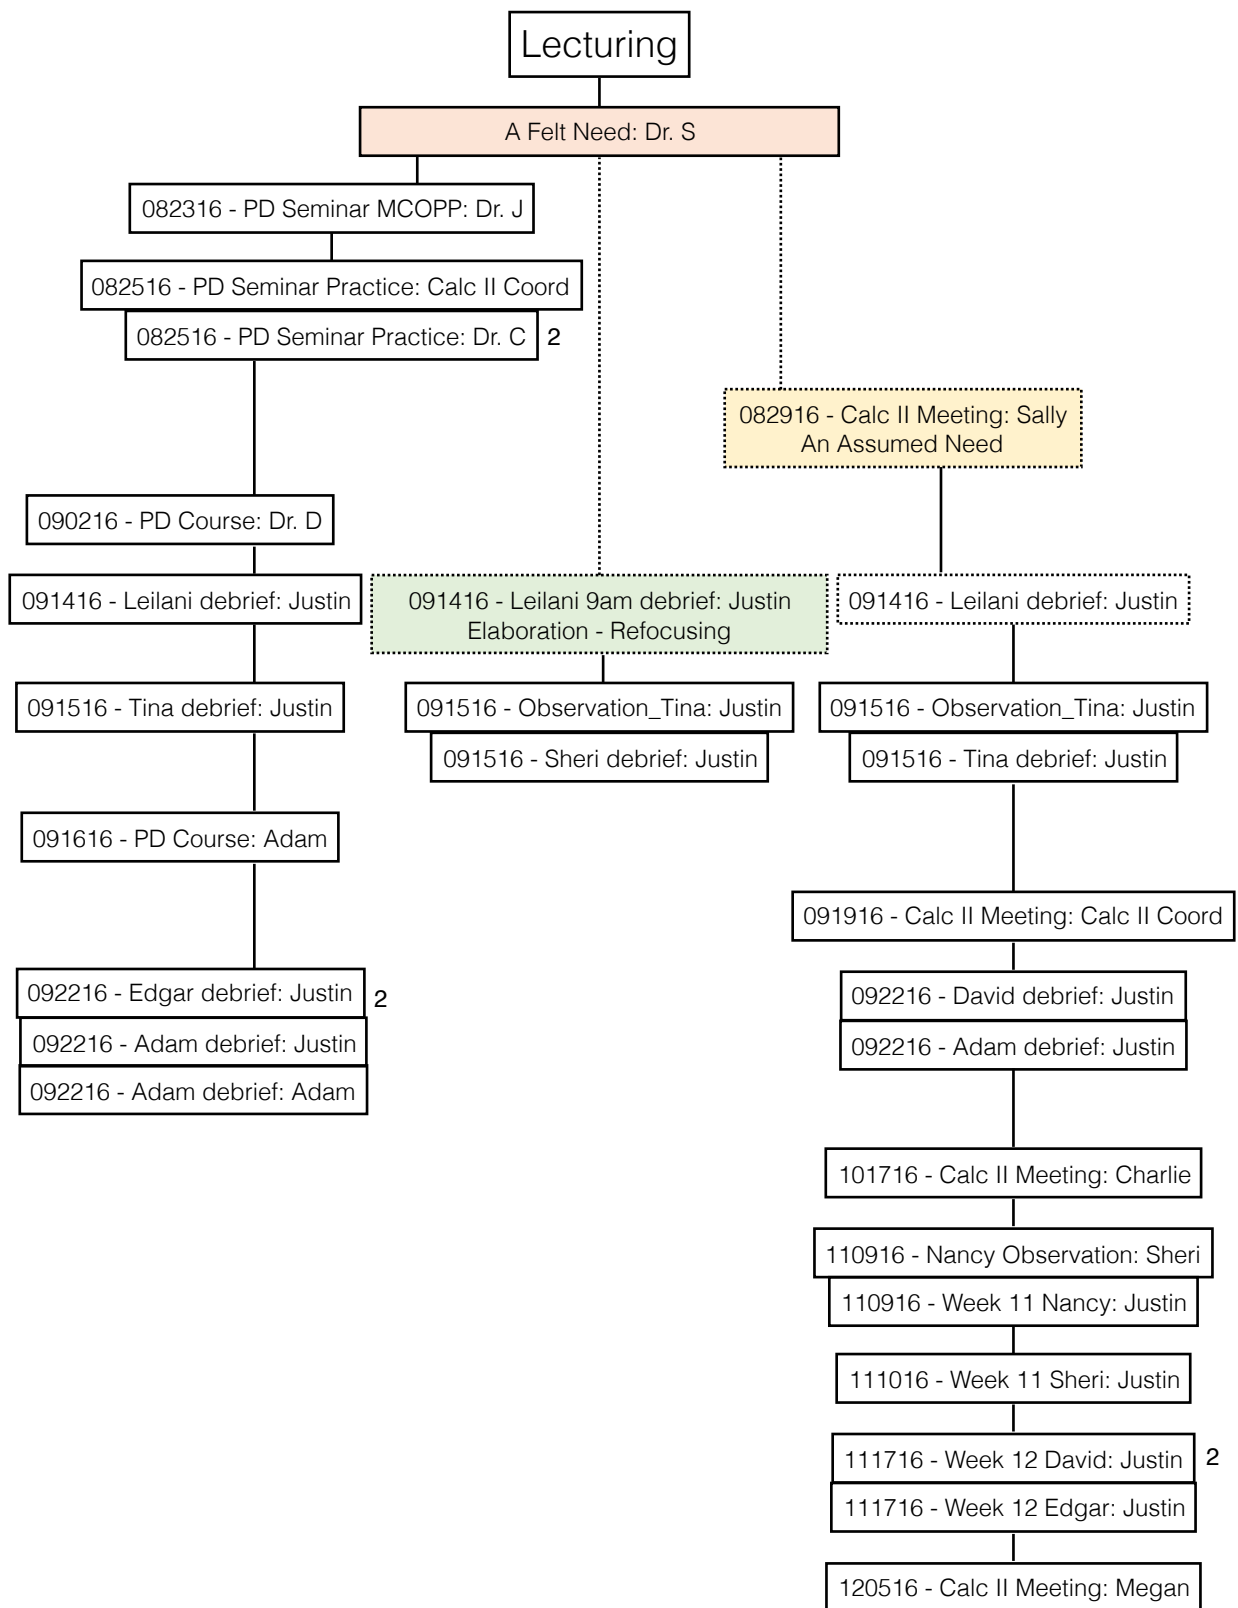 Lecturing
A Felt Need: Dr. S
082316 - PD Seminar MCOPP: Dr. J
082516 - PD Seminar Practice: Calc II Coord
082516 - PD Seminar Practice: Dr. C 2
082916 - Calc II Meeting: Sally
An Assumed Need
090216 - PD Course: Dr. D
091416 - Leilani debrief: Justin
091416 - Leilani 9am debrief: Justin
Elaboration - Refocusing
091416 - Leilani debrief: Justin
091516 - Tina debrief: Justin
091516 - Observation_Tina: Justin
091516 - Sheri debrief: Justin
091516 - Observation_Tina: Justin
091516 - Tina debrief: Justin
091616 - PD Course: Adam
091916 - Calc II Meeting: Calc II Coord
092216 - Edgar debrief: Justin 2
092216 - Adam debrief: Justin
092216 - Adam debrief: Adam
092216 - David debrief: Justin
092216 - Adam debrief: Justin
101716 - Calc II Meeting: Charlie
110916 - Nancy Observation: Sheri
110916 - Week 11 Nancy: Justin
111016 - Week 11 Sheri: Justin
111716 - Week 12 David: Justin 2
111716 - Week 12 Edgar: Justin
120516 - Calc II Meeting: Megan